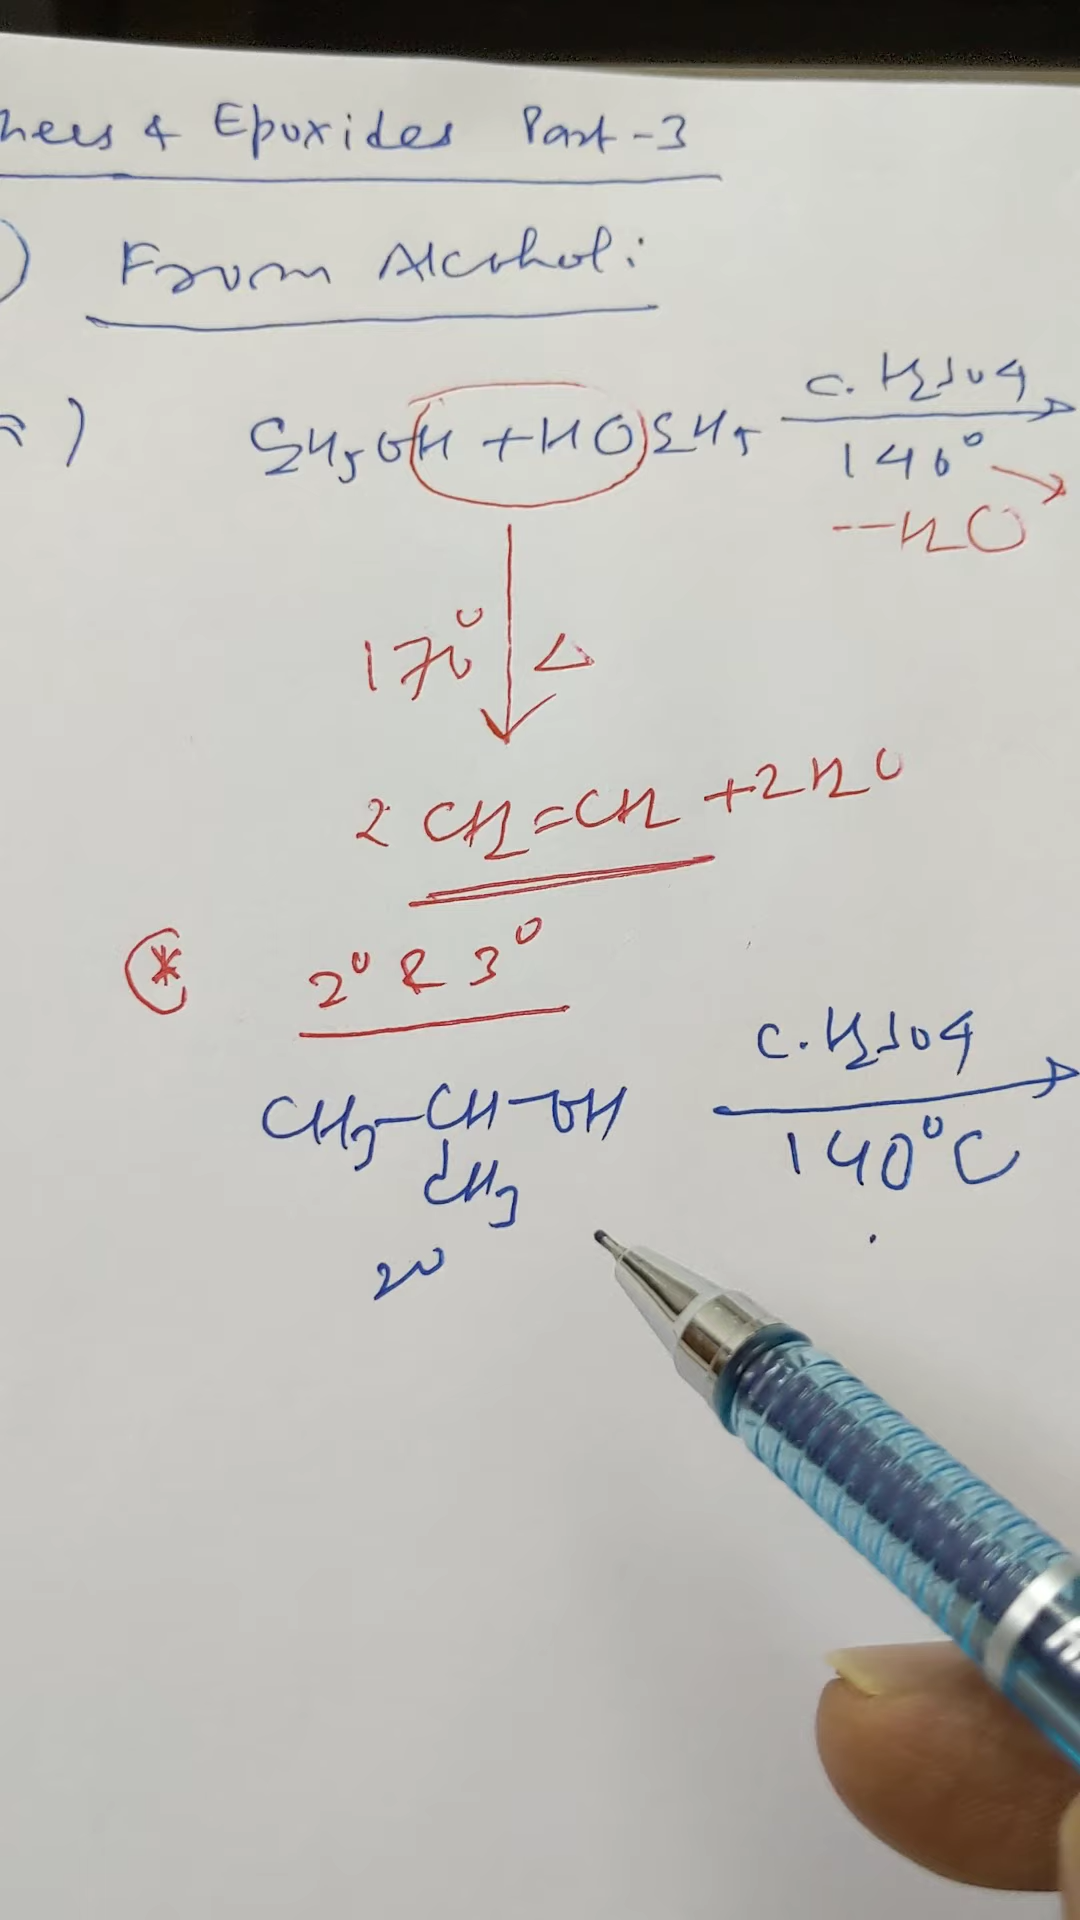 hers & Epoxides Part-3
) From Alcohol:
a) C2H5OH + HOC2H5 c. H2SO4
140°
-H2O
170° Δ
2 CH2=CH2 + 2H2O
* 2° & 3°
c. H2SO4
CH3-CH-OH
140°C
CH3
2°